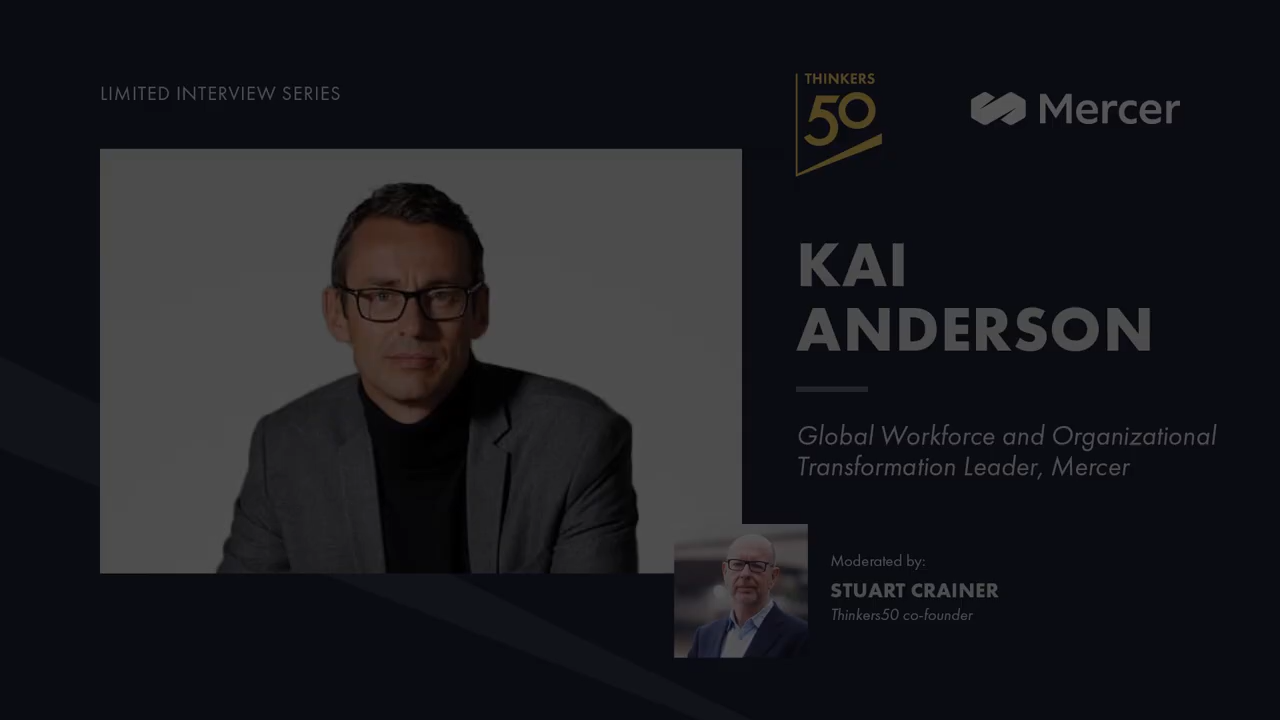 LIMITED INTERVIEW SERIES
THINKERS
50
Mercer
KAI
ANDERSON
Global Workforce and Organizational
Transformation Leader, Mercer
Moderated by:
STUART CRAINER
Thinkers50 co-founder